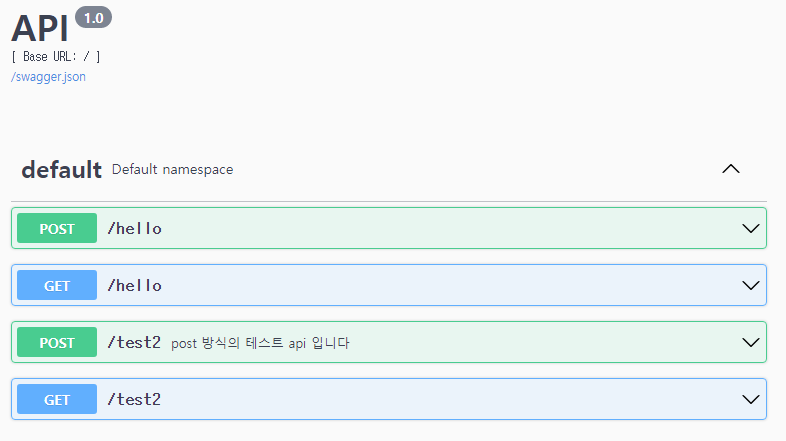 API 1.0
[ Base URL: / ]
/swagger.json
default Default namespace
POST /hello
GET /hello
POST /test2 post 방식의 테스트 api 입니다
GET /test2